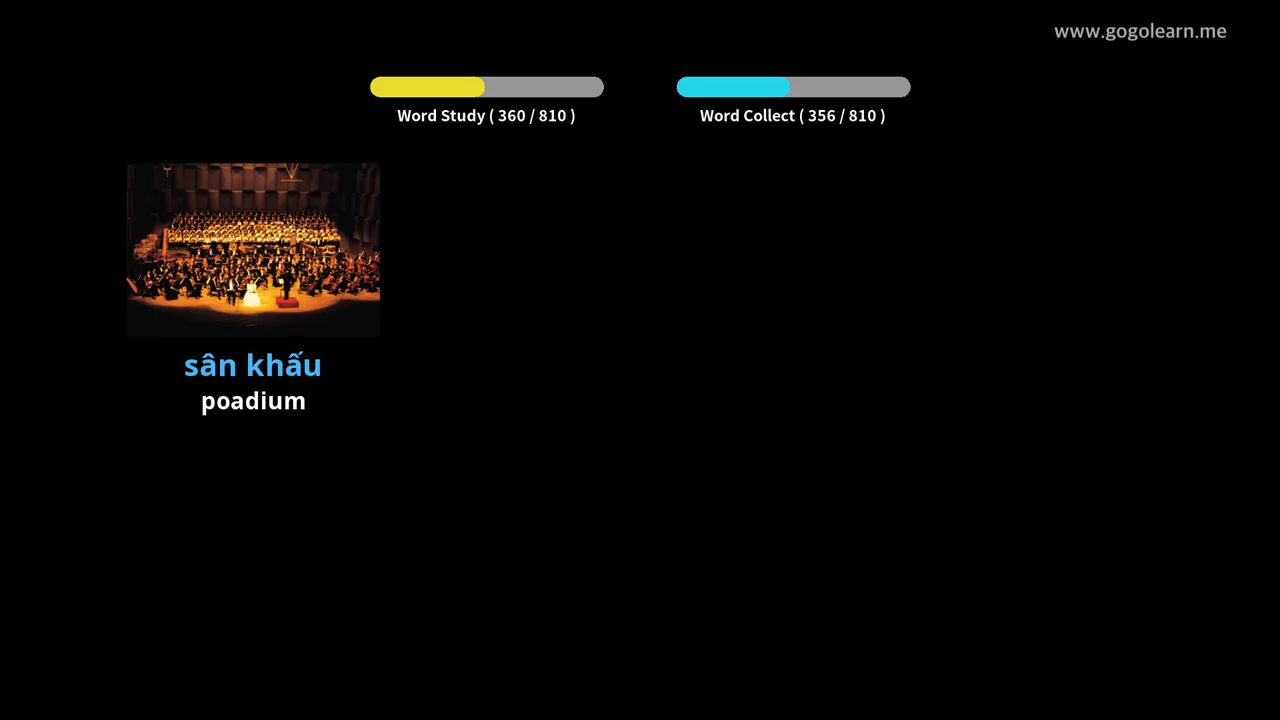 www.gogolearn.me
Word Study ( 360 / 810 )
Word Collect ( 356 / 810 )
sân khấu
poadium